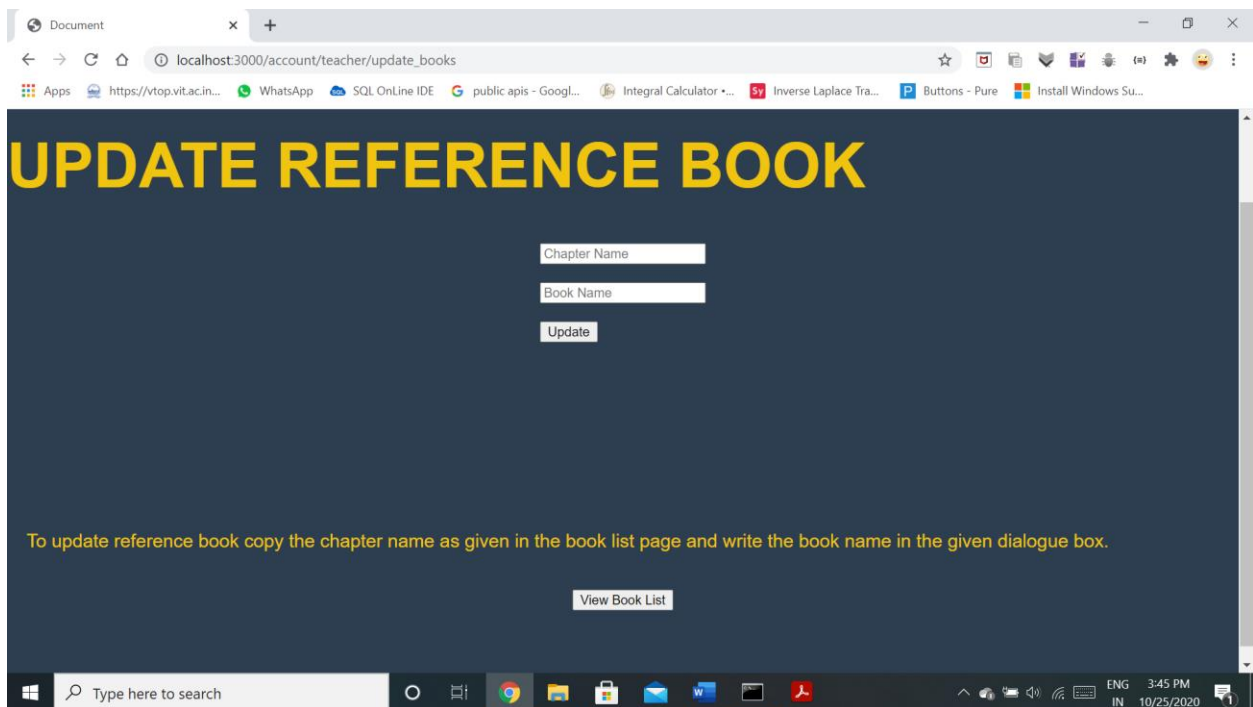 Document
localhost:3000/account/teacher/update_books
Apps https://vtop.vit.ac.in... WhatsApp SQL OnLine IDE public apis - Googl... Integral Calculator •... Sy Inverse Laplace Tra... P Buttons - Pure Install Windows Su...
UPDATE REFERENCE BOOK
Chapter Name
Book Name
Update
To update reference book copy the chapter name as given in the book list page and write the book name in the given dialogue box.
View Book List
Type here to search
ENG 3:45 PM
IN 10/25/2020